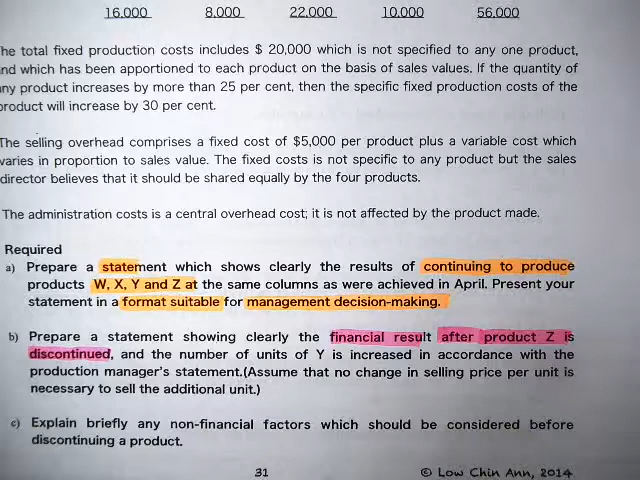 16,000 8,000 22,000 10,000 56,000
he total fixed production costs includes $ 20,000 which is not specified to any one product,
nd which has been apportioned to each product on the basis of sales values. If the quantity of
ny product increases by more than 25 per cent, then the specific fixed production costs of the
product will increase by 30 per cent.
The selling overhead comprises a fixed cost of $5,000 per product plus a variable cost which
varies in proportion to sales value. The fixed costs is not specific to any product but the sales
director believes that it should be shared equally by the four products.
The administration costs is a central overhead cost; it is not affected by the product made.
Required
a) Prepare a statement which shows clearly the results of continuing to produce
products W, X, Y and Z at the same columns as were achieved in April. Present your
statement in a format suitable for management decision-making.
b) Prepare a statement showing clearly the financial result after product Z is
discontinued, and the number of units of Y is increased in accordance with the
production manager's statement.(Assume that no change in selling price per unit is
necessary to sell the additional unit.)
c) Explain briefly any non-financial factors which should be considered before
discontinuing a product.
31 © Low Chin Ann, 2014